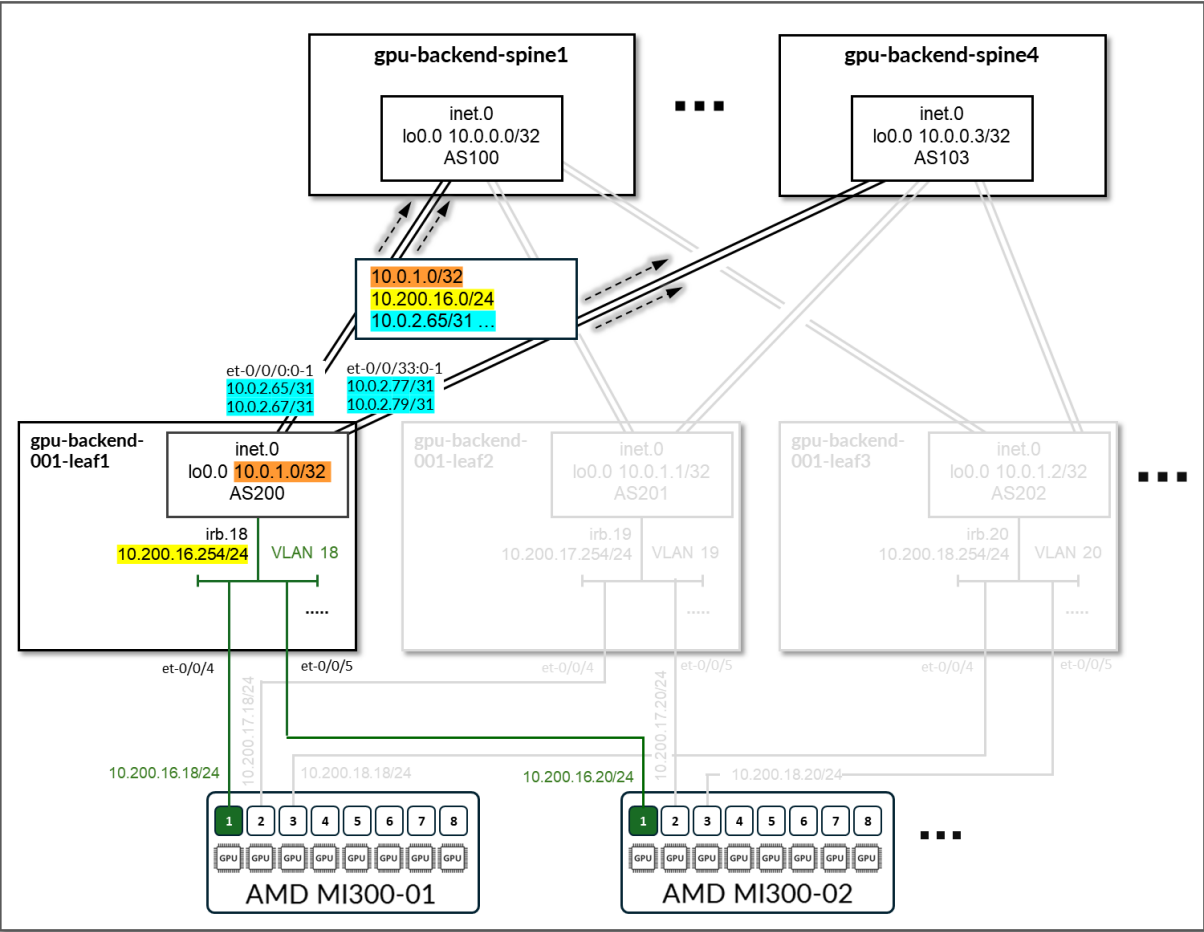 gpu-backend-spine1
inet.0
lo0.0 10.0.0.0/32
AS100
gpu-backend-spine4
inet.0
lo0.0 10.0.0.3/32
AS103
10.0.1.0/32
10.200.16.0/24
10.0.2.65/31 ...
et-0/0/0:0-1
10.0.2.65/31
10.0.2.67/31
et-0/0/33:0-1
10.0.2.77/31
10.0.2.79/31
gpu-backend-
001-leaf1
inet.0
lo0.0 10.0.1.0/32
AS200
irb.18
10.200.16.254/24
VLAN 18
.....
et-0/0/4
et-0/0/5
gpu-backend-
001-leaf2
inet.0
lo0.0 10.0.1.1/32
AS201
irb.19
10.200.17.254/24
VLAN 19
.....
et-0/0/4
et-0/0/5
gpu-backend-
001-leaf3
inet.0
lo0.0 10.0.1.2/32
AS202
irb.20
10.200.18.254/24
VLAN 20
.....
et-0/0/4
et-0/0/5
10.200.16.18/24
10.200.17.18/24
10.200.18.18/24
10.200.16.20/24
10.200.17.20/24
10.200.18.20/24
1 2 3 4 5 6 7 8
GPU GPU GPU GPU GPU GPU GPU GPU
AMD MI300-01
1 2 3 4 5 6 7 8
GPU GPU GPU GPU GPU GPU GPU GPU
AMD MI300-02